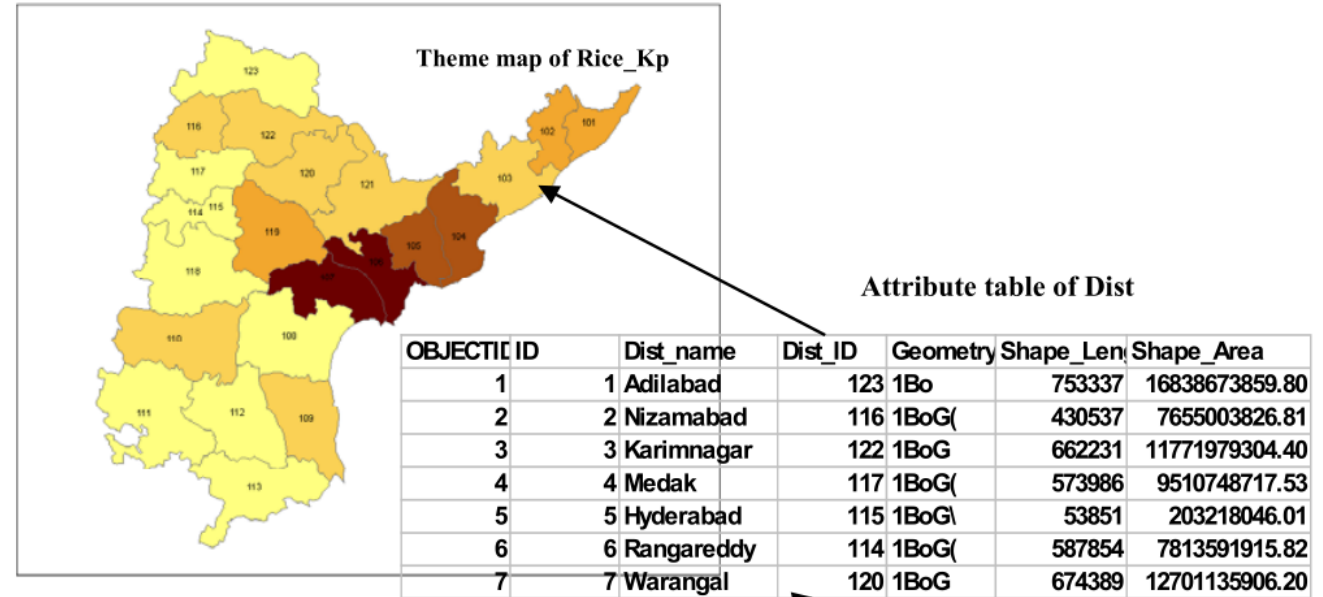 Theme map of Rice_Kp
123
116
122
102
101
117
120
103
121
114
115
119
105
104
106
107
118
110
108
111
112
109
113
Attribute table of Dist
OBJECTID ID Dist_name Dist_ID Geometry Shape_Len Shape_Area
1 1 Adilabad 123 1Bo 753337 16838673859.80
2 2 Nizamabad 116 1BoG( 430537 7655003826.81
3 3 Karimnagar 122 1BoG 662231 11771979304.40
4 4 Medak 117 1BoG( 573986 9510748717.53
5 5 Hyderabad 115 1BoG\ 53851 203218046.01
6 6 Rangareddy 114 1BoG( 587854 7813591915.82
7 7 Warangal 120 1BoG 674389 12701135906.20